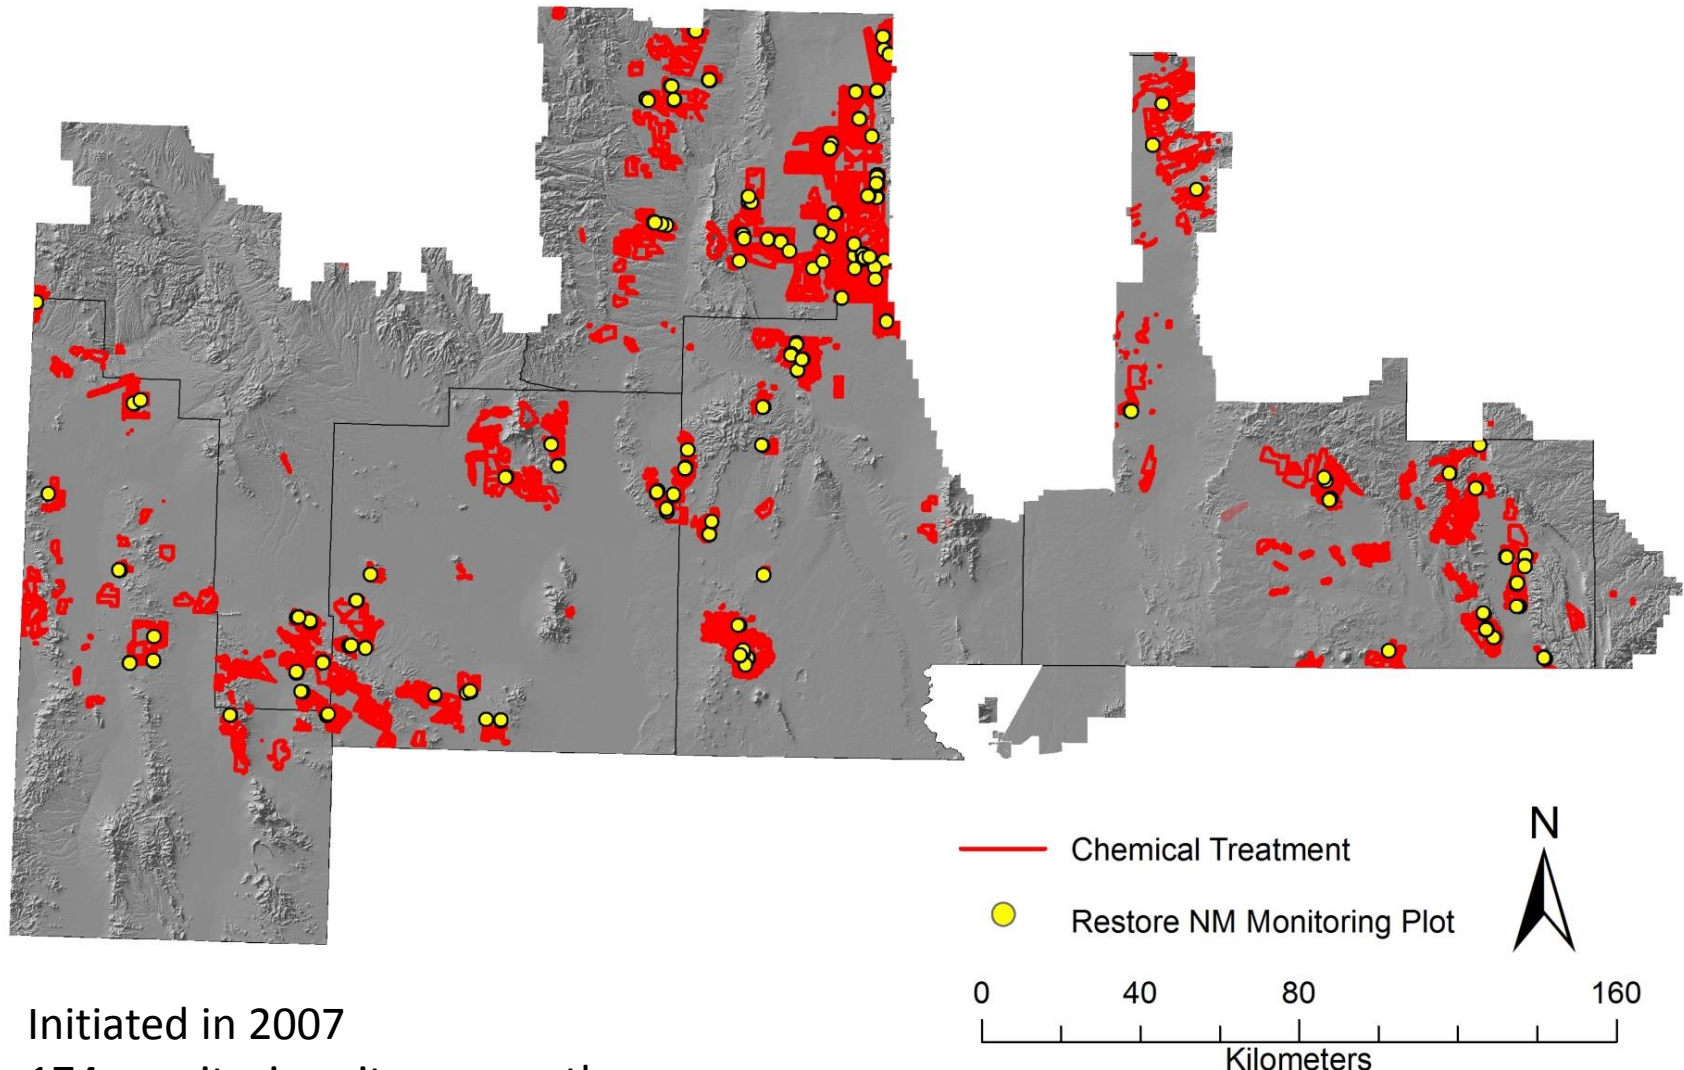 N
Chemical Treatment
Restore NM Monitoring Plot
0 40 80 160
Kilometers
Initiated in 2007